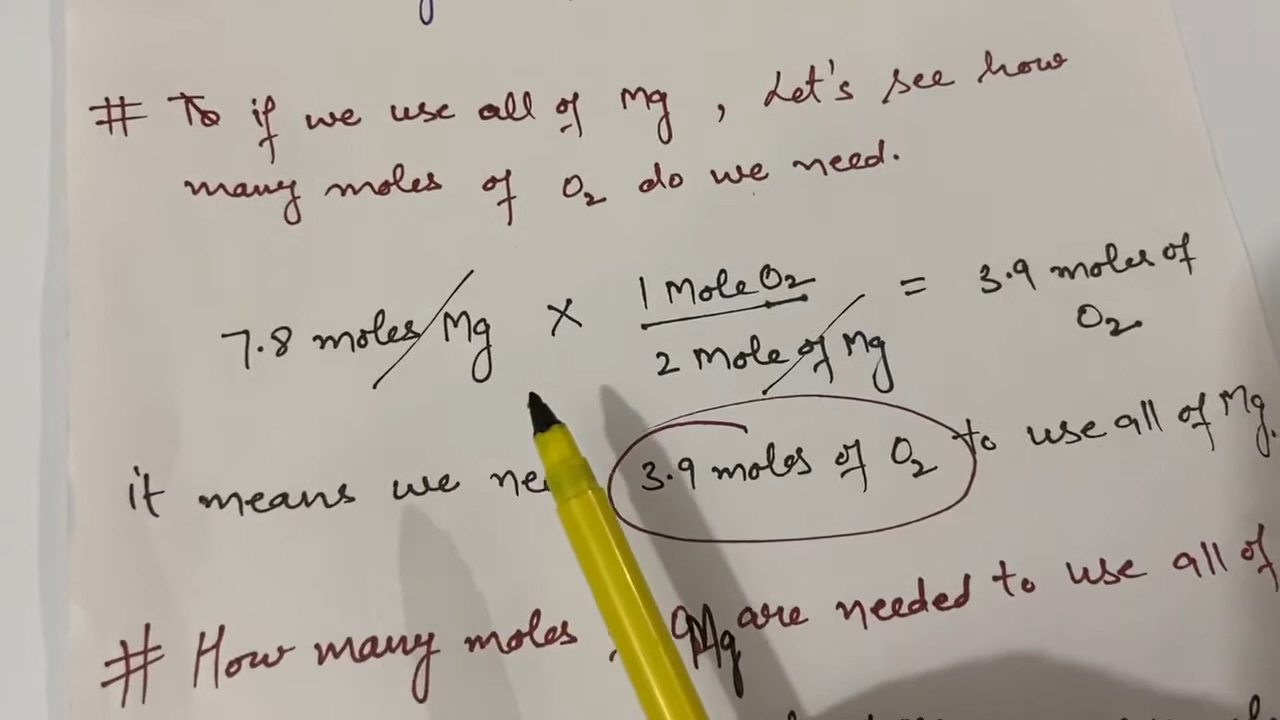 # To if we use all of Mg, Let's see how
many moles of O₂ do we need.
7.8 moles Mg × 1 Mole O₂ / 2 Mole of Mg = 3.9 moles of O₂
it means we 3.9 moles of O₂ to use all of Mg.
# How many moles Mg are needed to use all of